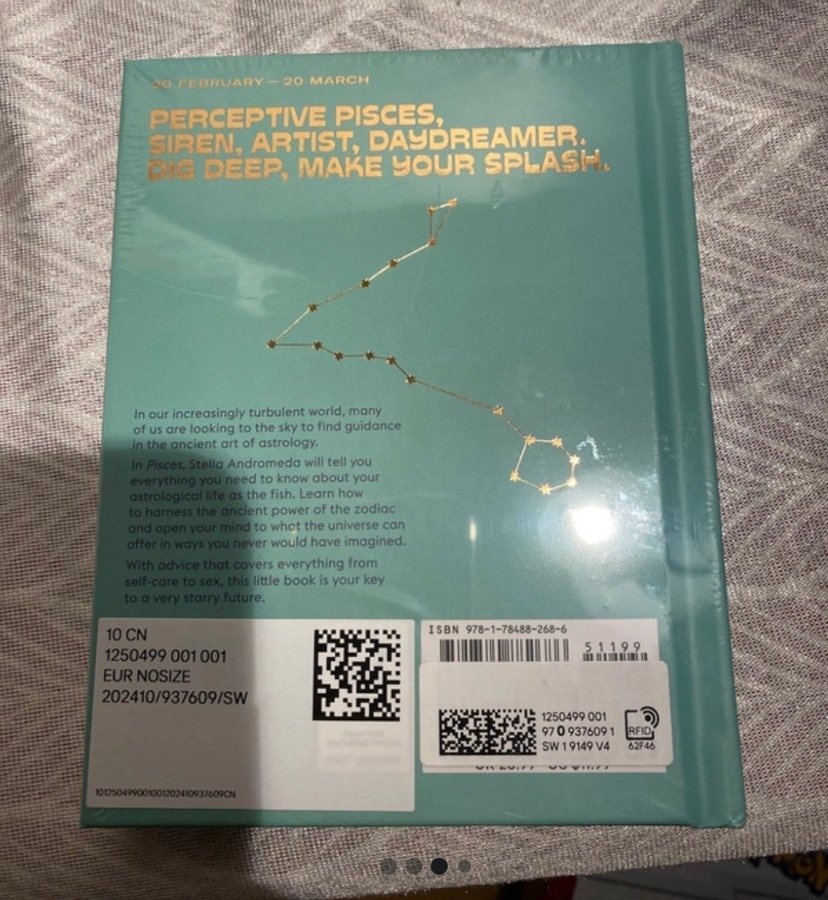 20 FEBRUARY — 20 MARCH
PERCEPTIVE PISCES,
SIREN, ARTIST, DAYDREAMER.
DIG DEEP, MAKE YOUR SPLASH.
In our increasingly turbulent world, many
of us are looking to the sky to find guidance
in the ancient art of astrology.
In Pisces, Stella Andromeda will tell you
everything you need to know about your
astrological life as the fish. Learn how
to harness the ancient power of the zodiac
and open your mind to what the universe can
offer in ways you never would have imagined.
With advice that covers everything from
self-care to sex, this little book is your key
to a very starry future.
10 CN
1250499 001 001
EUR NOSIZE
202410/937609/SW
10125049900100120241093​7609CN
ISBN 978-1-78488-268-6
51199
1250499 001
97 0 937609 1
SW 1 9149 V4
RFID
62F46